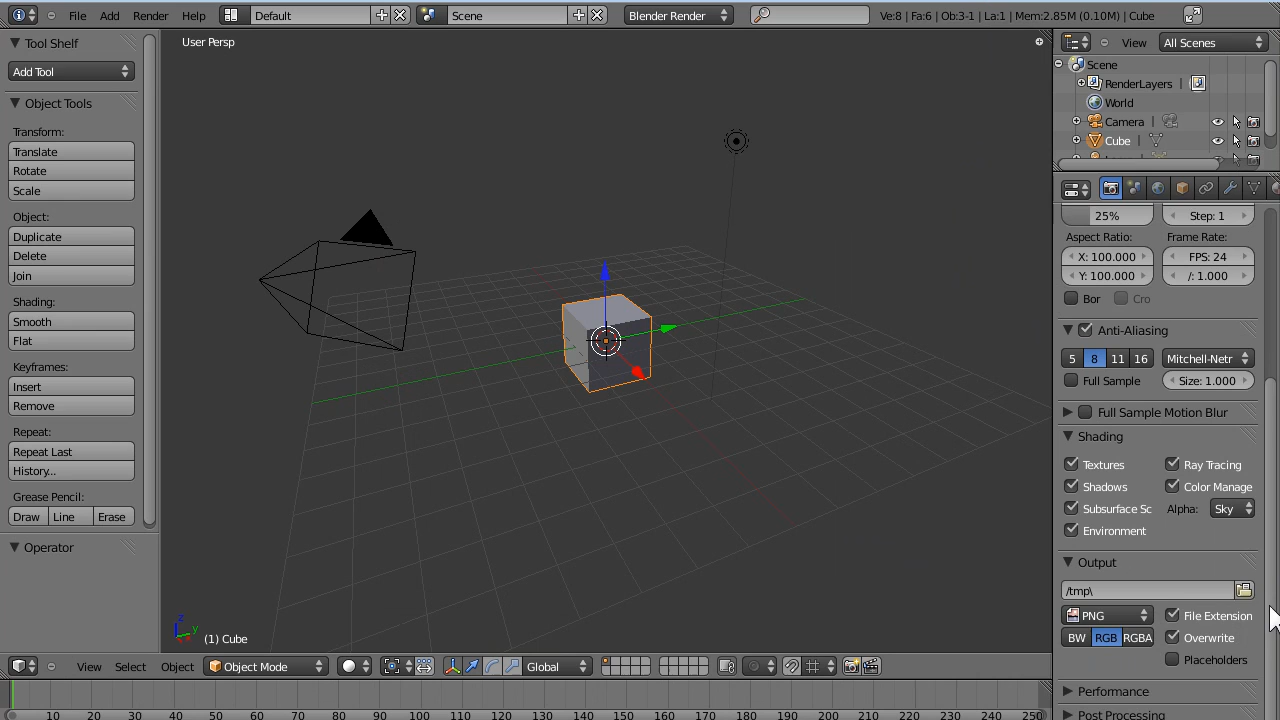 File Add Render Help Default Scene Blender Render Ve:8 | Fa:6 | Ob:3-1 | La:1 | Mem:2.85M (0.10M) | Cube
Tool Shelf
Add Tool
Object Tools
Transform:
Translate
Rotate
Scale
Object:
Duplicate
Delete
Join
Shading:
Smooth
Flat
Keyframes:
Insert
Remove
Repeat:
Repeat Last
History...
Grease Pencil:
Draw Line Erase
Operator
User Persp
z
y
(1) Cube
View Select Object Object Mode Global
10 20 30 40 50 60 70 80 90 100 110 120 130 140 150 160 170 180 190 200 210 220 230 240 250
View All Scenes
Scene
RenderLayers |
World
Camera |
Cube |
25% Step: 1
Aspect Ratio: Frame Rate:
X: 100.000 FPS: 24
Y: 100.000 /: 1.000
Bor Cro
Anti-Aliasing
5 8 11 16 Mitchell-Netr
Full Sample Size: 1.000
Full Sample Motion Blur
Shading
Textures Ray Tracing
Shadows Color Manage
Subsurface Sc Alpha: Sky
Environment
Output
/tmp\
PNG File Extension
BW RGB RGBA Overwrite
Placeholders
Performance
Post Processing